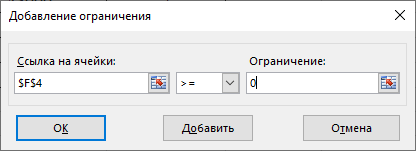 Добавление ограничения
Ссылка на ячейки: Ограничение:
$F$4 >= 0
ОК Добавить Отмена